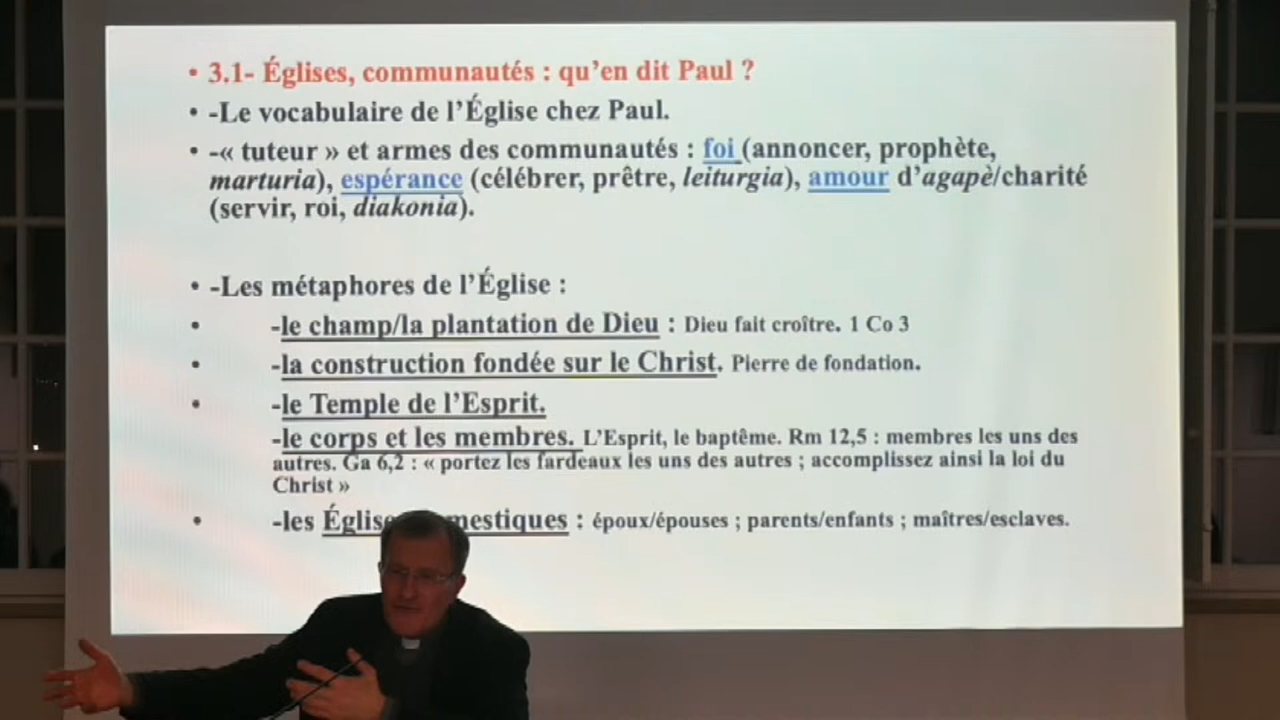 • 3.1- Églises, communautés : qu'en dit Paul ?
• -Le vocabulaire de l'Église chez Paul.
• -« tuteur » et armes des communautés : foi (annoncer, prophète,
marturia), espérance (célébrer, prêtre, leiturgia), amour d'agapè/charité
(servir, roi, diakonia).
• -Les métaphores de l'Église :
• -le champ/la plantation de Dieu : Dieu fait croître. 1 Co 3
• -la construction fondée sur le Christ. Pierre de fondation.
• -le Temple de l'Esprit.
-le corps et les membres. L'Esprit, le baptême. Rm 12,5 : membres les uns des
autres. Ga 6,2 : « portez les fardeaux les uns des autres ; accomplissez ainsi la loi du
Christ »
• -les : époux/épouses ; parents/enfants ; maîtres/esclaves.